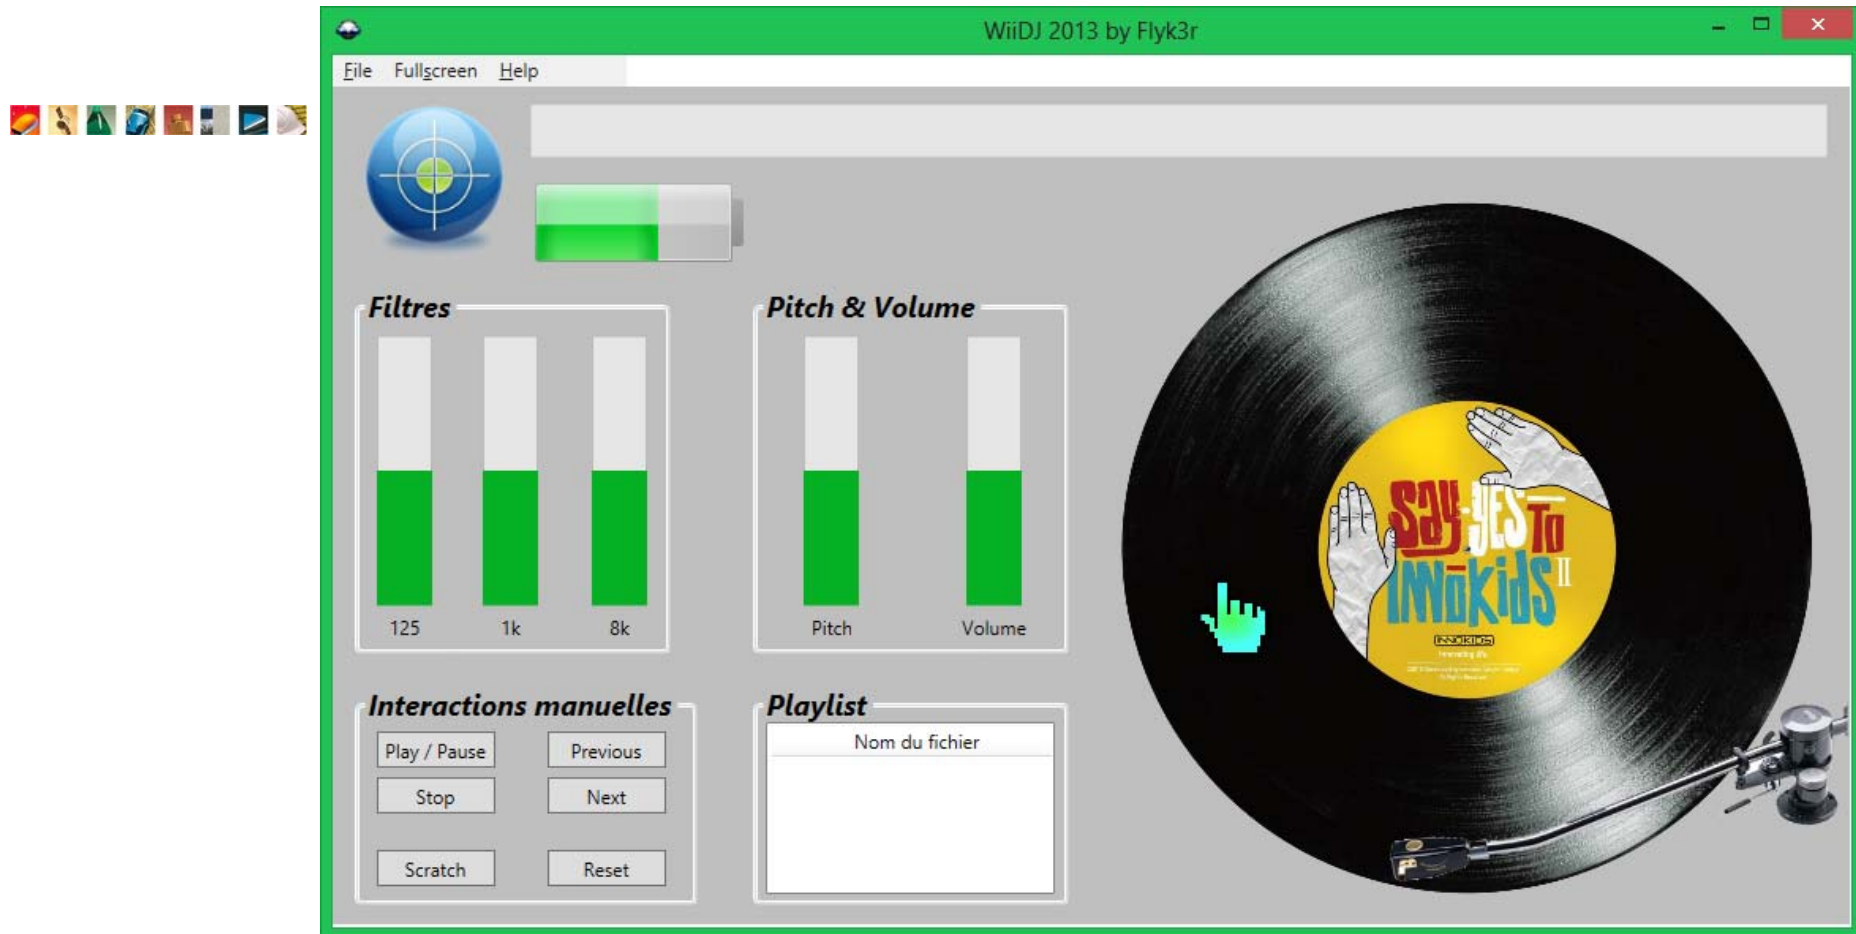 WiiDJ 2013 by Flyk3r
File Fullscreen Help
Filtres
125 1k 8k
Pitch & Volume
Pitch Volume
Interactions manuelles
Play / Pause Previous
Stop Next
Scratch Reset
Playlist
Nom du fichier
SAY YES TO
INNOKIDS II
INNOKIDS